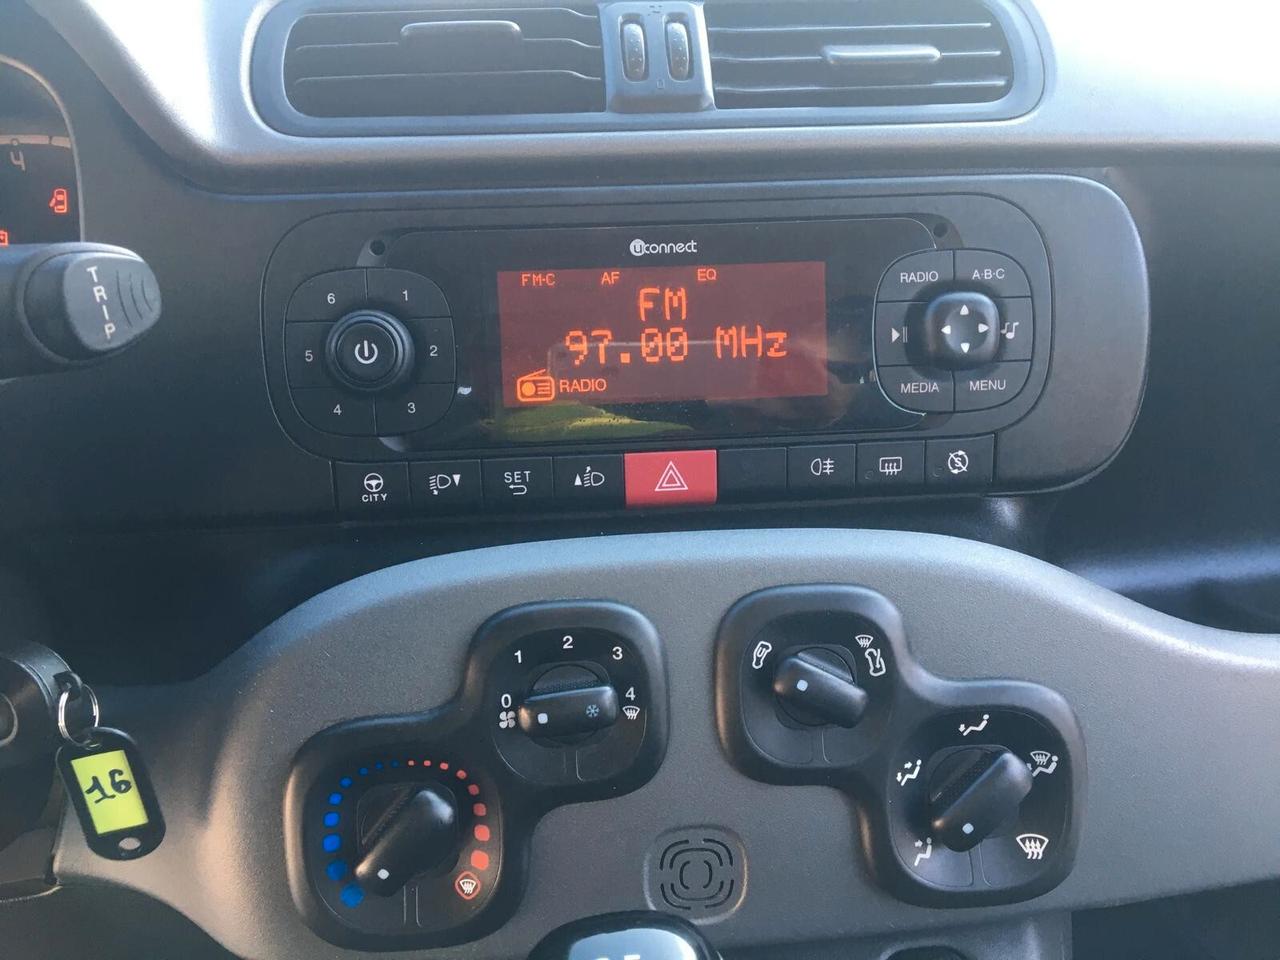 4
TRIP
uconnect
FM-C AF EQ
FM
97.00 MHz
RADIO
6 1
5 2
4 3
RADIO A·B·C
MEDIA MENU
CITY
SET
S
16
0 1 2 3 4